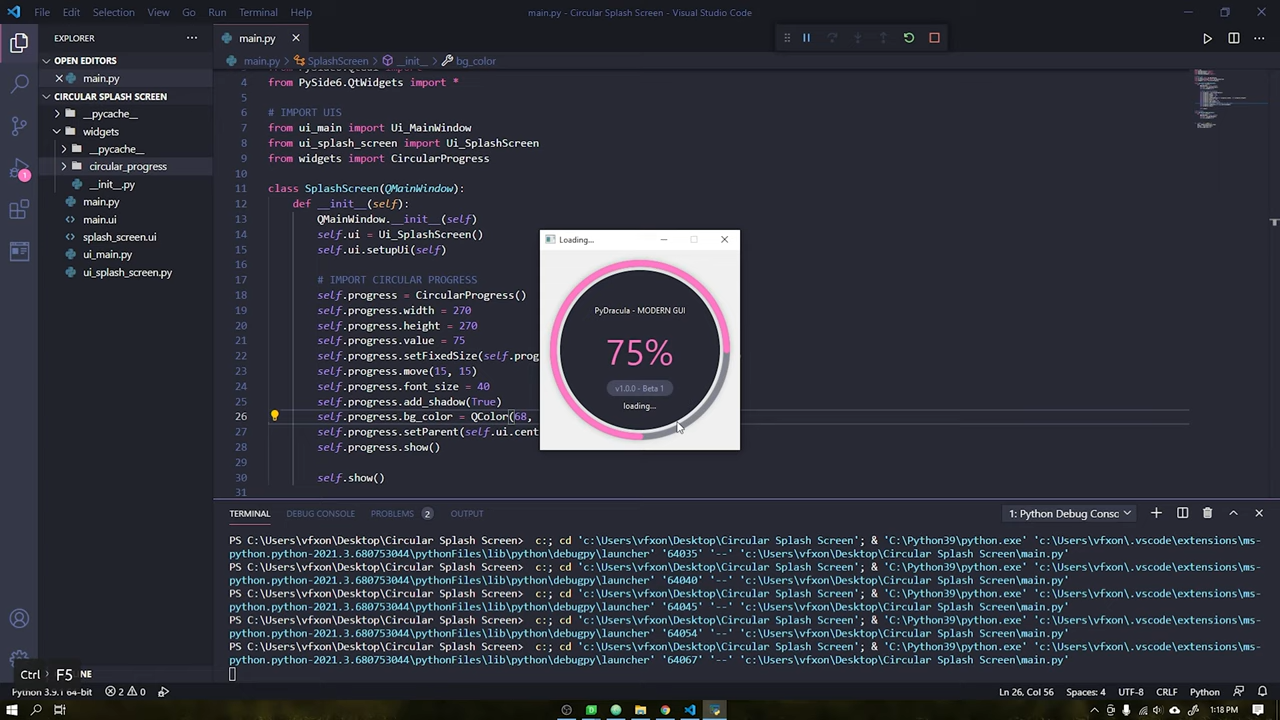 File Edit Selection View Go Run Terminal Help
main.py - Circular Splash Screen - Visual Studio Code
EXPLORER
OPEN EDITORS
main.py
CIRCULAR SPLASH SCREEN
__pycache__
widgets
__pycache__
circular_progress
__init__.py
main.py
main.ui
splash_screen.ui
ui_main.py
ui_splash_screen.py
main.py
main.py > SplashScreen > __init__ > bg_color
4 from PySide6.QtWidgets import *
5
6 # IMPORT UIS
7 from ui_main import Ui_MainWindow
8 from ui_splash_screen import Ui_SplashScreen
9 from widgets import CircularProgress
10
11 class SplashScreen(QMainWindow):
12 def __init__(self):
13 QMainWindow.__init__(self)
14 self.ui = Ui_SplashScreen()
15 self.ui.setupUi(self)
16
17 # IMPORT CIRCULAR PROGRESS
18 self.progress = CircularProgress()
19 self.progress.width = 270
20 self.progress.height = 270
21 self.progress.value = 75
22 self.progress.setFixedSize(self.prog
23 self.progress.move(15, 15)
24 self.progress.font_size = 40
25 self.progress.add_shadow(True)
26 self.progress.bg_color = QColor(68,
27 self.progress.setParent(self.ui.cent
28 self.progress.show()
29
30 self.show()
31
Loading...
PyDracula - MODERN GUI
75%
v1.0.0 - Beta 1
loading...
TERMINAL DEBUG CONSOLE PROBLEMS 2 OUTPUT
1: Python Debug Consc
PS C:\Users\vfxon\Desktop\Circular Splash Screen> c:; cd 'c:\Users\vfxon\Desktop\Circular Splash Screen'; & 'C:\Python39\python.exe' 'c:\Users\vfxon\.vscode\extensions\ms-
python.python-2021.3.680753044\pythonFiles\lib\python\debugpy\launcher' '64035' '--' 'c:\Users\vfxon\Desktop\Circular Splash Screen\main.py'
PS C:\Users\vfxon\Desktop\Circular Splash Screen> c:; cd 'c:\Users\vfxon\Desktop\Circular Splash Screen'; & 'C:\Python39\python.exe' 'c:\Users\vfxon\.vscode\extensions\ms-
python.python-2021.3.680753044\pythonFiles\lib\python\debugpy\launcher' '64040' '--' 'c:\Users\vfxon\Desktop\Circular Splash Screen\main.py'
PS C:\Users\vfxon\Desktop\Circular Splash Screen> c:; cd 'c:\Users\vfxon\Desktop\Circular Splash Screen'; & 'C:\Python39\python.exe' 'c:\Users\vfxon\.vscode\extensions\ms-
python.python-2021.3.680753044\pythonFiles\lib\python\debugpy\launcher' '64045' '--' 'c:\Users\vfxon\Desktop\Circular Splash Screen\main.py'
PS C:\Users\vfxon\Desktop\Circular Splash Screen> c:; cd 'c:\Users\vfxon\Desktop\Circular Splash Screen'; & 'C:\Python39\python.exe' 'c:\Users\vfxon\.vscode\extensions\ms-
python.python-2021.3.680753044\pythonFiles\lib\python\debugpy\launcher' '64054' '--' 'c:\Users\vfxon\Desktop\Circular Splash Screen\main.py'
PS C:\Users\vfxon\Desktop\Circular Splash Screen> c:; cd 'c:\Users\vfxon\Desktop\Circular Splash Screen'; & 'C:\Python39\python.exe' 'c:\Users\vfxon\.vscode\extensions\ms-
python.python-2021.3.680753044\pythonFiles\lib\python\debugpy\launcher' '64067' '--' 'c:\Users\vfxon\Desktop\Circular Splash Screen\main.py'
Ctrl F5 NE
Python 3.9.1 64-bit 2 0
Ln 26, Col 56 Spaces: 4 UTF-8 CRLF Python
1:18 PM